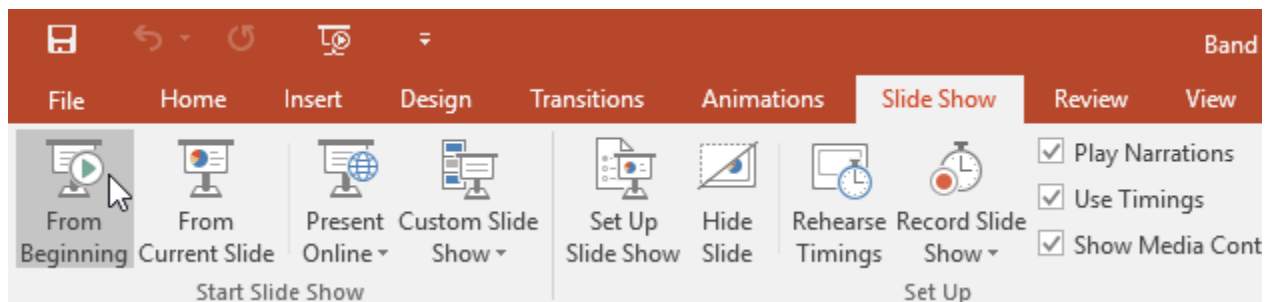 Band
File Home Insert Design Transitions Animations Slide Show Review View
From Beginning
From Current Slide
Present Online
Custom Slide Show
Set Up Slide Show
Hide Slide
Rehearse Timings
Record Slide Show
Play Narrations
Use Timings
Show Media Cont
Start Slide Show
Set Up